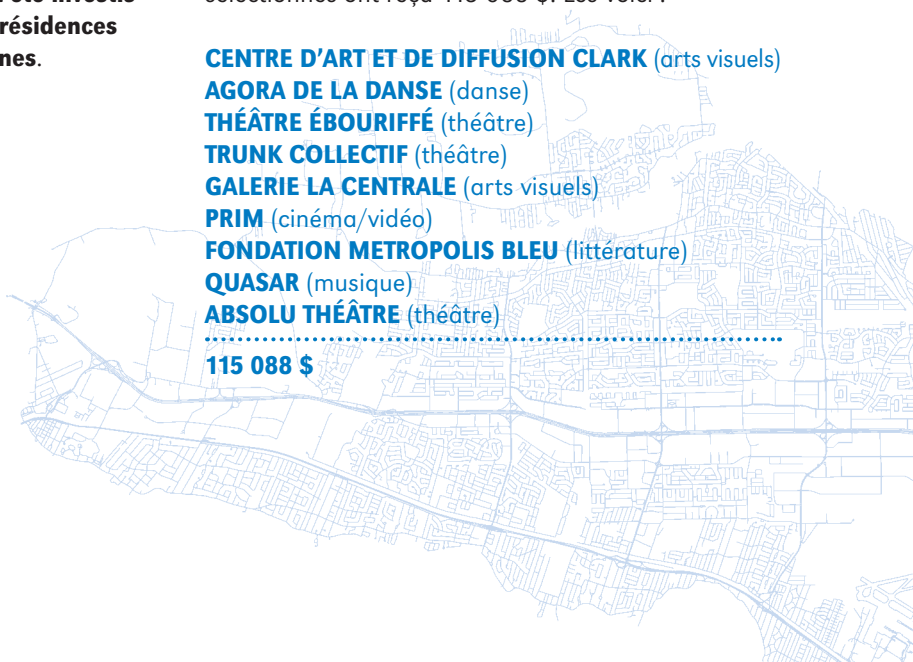 résidences
nes.
CENTRE D'ART ET DE DIFFUSION CLARK (arts visuels)
AGORA DE LA DANSE (danse)
THÉÂTRE ÉBOURIFFÉ (théâtre)
TRUNK COLLECTIF (théâtre)
GALERIE LA CENTRALE (arts visuels)
PRIM (cinéma/vidéo)
FONDATION METROPOLIS BLEU (littérature)
QUASAR (musique)
ABSOLU THÉÂTRE (théâtre)
115 088 $